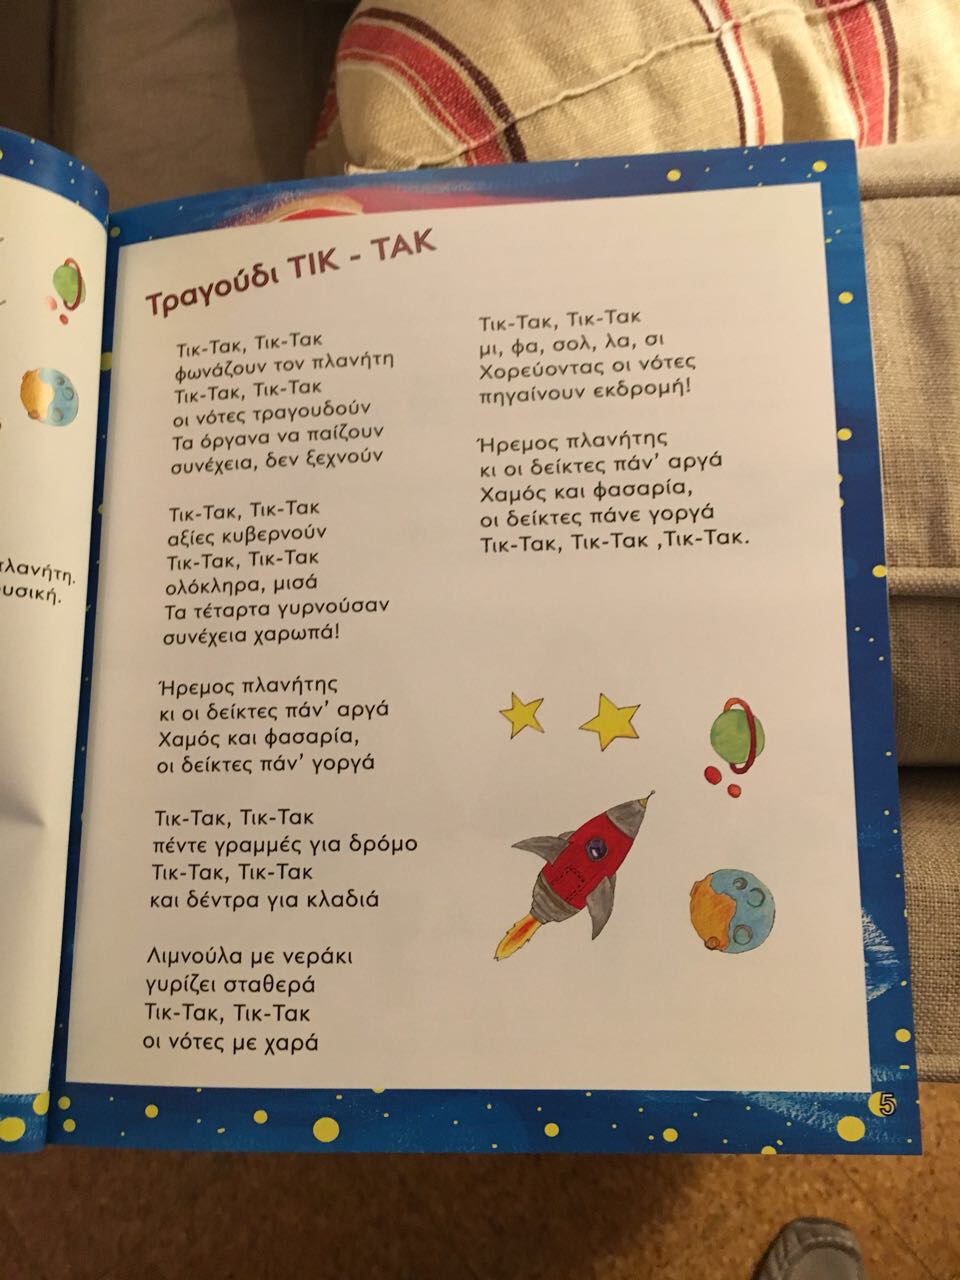 πλανήτη.
Τραγούδι ΤΙΚ - ΤΑΚ
Τικ-Τακ, Τικ-Τακ
φωνάζουν τον πλανήτη
Τικ-Τακ, Τικ-Τακ
οι νότες τραγουδούν
Τα όργανα να παίζουν
συνέχεια, δεν ξεχνούν
Τικ-Τακ, Τικ-Τακ
αξίες κυβερνούν
Τικ-Τακ, Τικ-Τακ
ολόκληρα, μισά
Τα τέταρτα γυρνούσαν
συνέχεια χαρωπά!
Ήρεμος πλανήτης
κι οι δείκτες πάν' αργά
Χαμός και φασαρία,
οι δείκτες πάν' γοργά
Τικ-Τακ, Τικ-Τακ
πέντε γραμμές για δρόμο
Τικ-Τακ, Τικ-Τακ
και δέντρα για κλαδιά
Λιμνούλα με νεράκι
γυρίζει σταθερά
Τικ-Τακ, Τικ-Τακ
οι νότες με χαρά
Τικ-Τακ, Τικ-Τακ
μι, φα, σολ, λα, σι
Χορεύοντας οι νότες
πηγαίνουν εκδρομή!
Ήρεμος πλανήτης
κι οι δείκτες πάν' αργά
Χαμός και φασαρία,
οι δείκτες πάνε γοργά
Τικ-Τακ, Τικ-Τακ ,Τικ-Τακ.
5